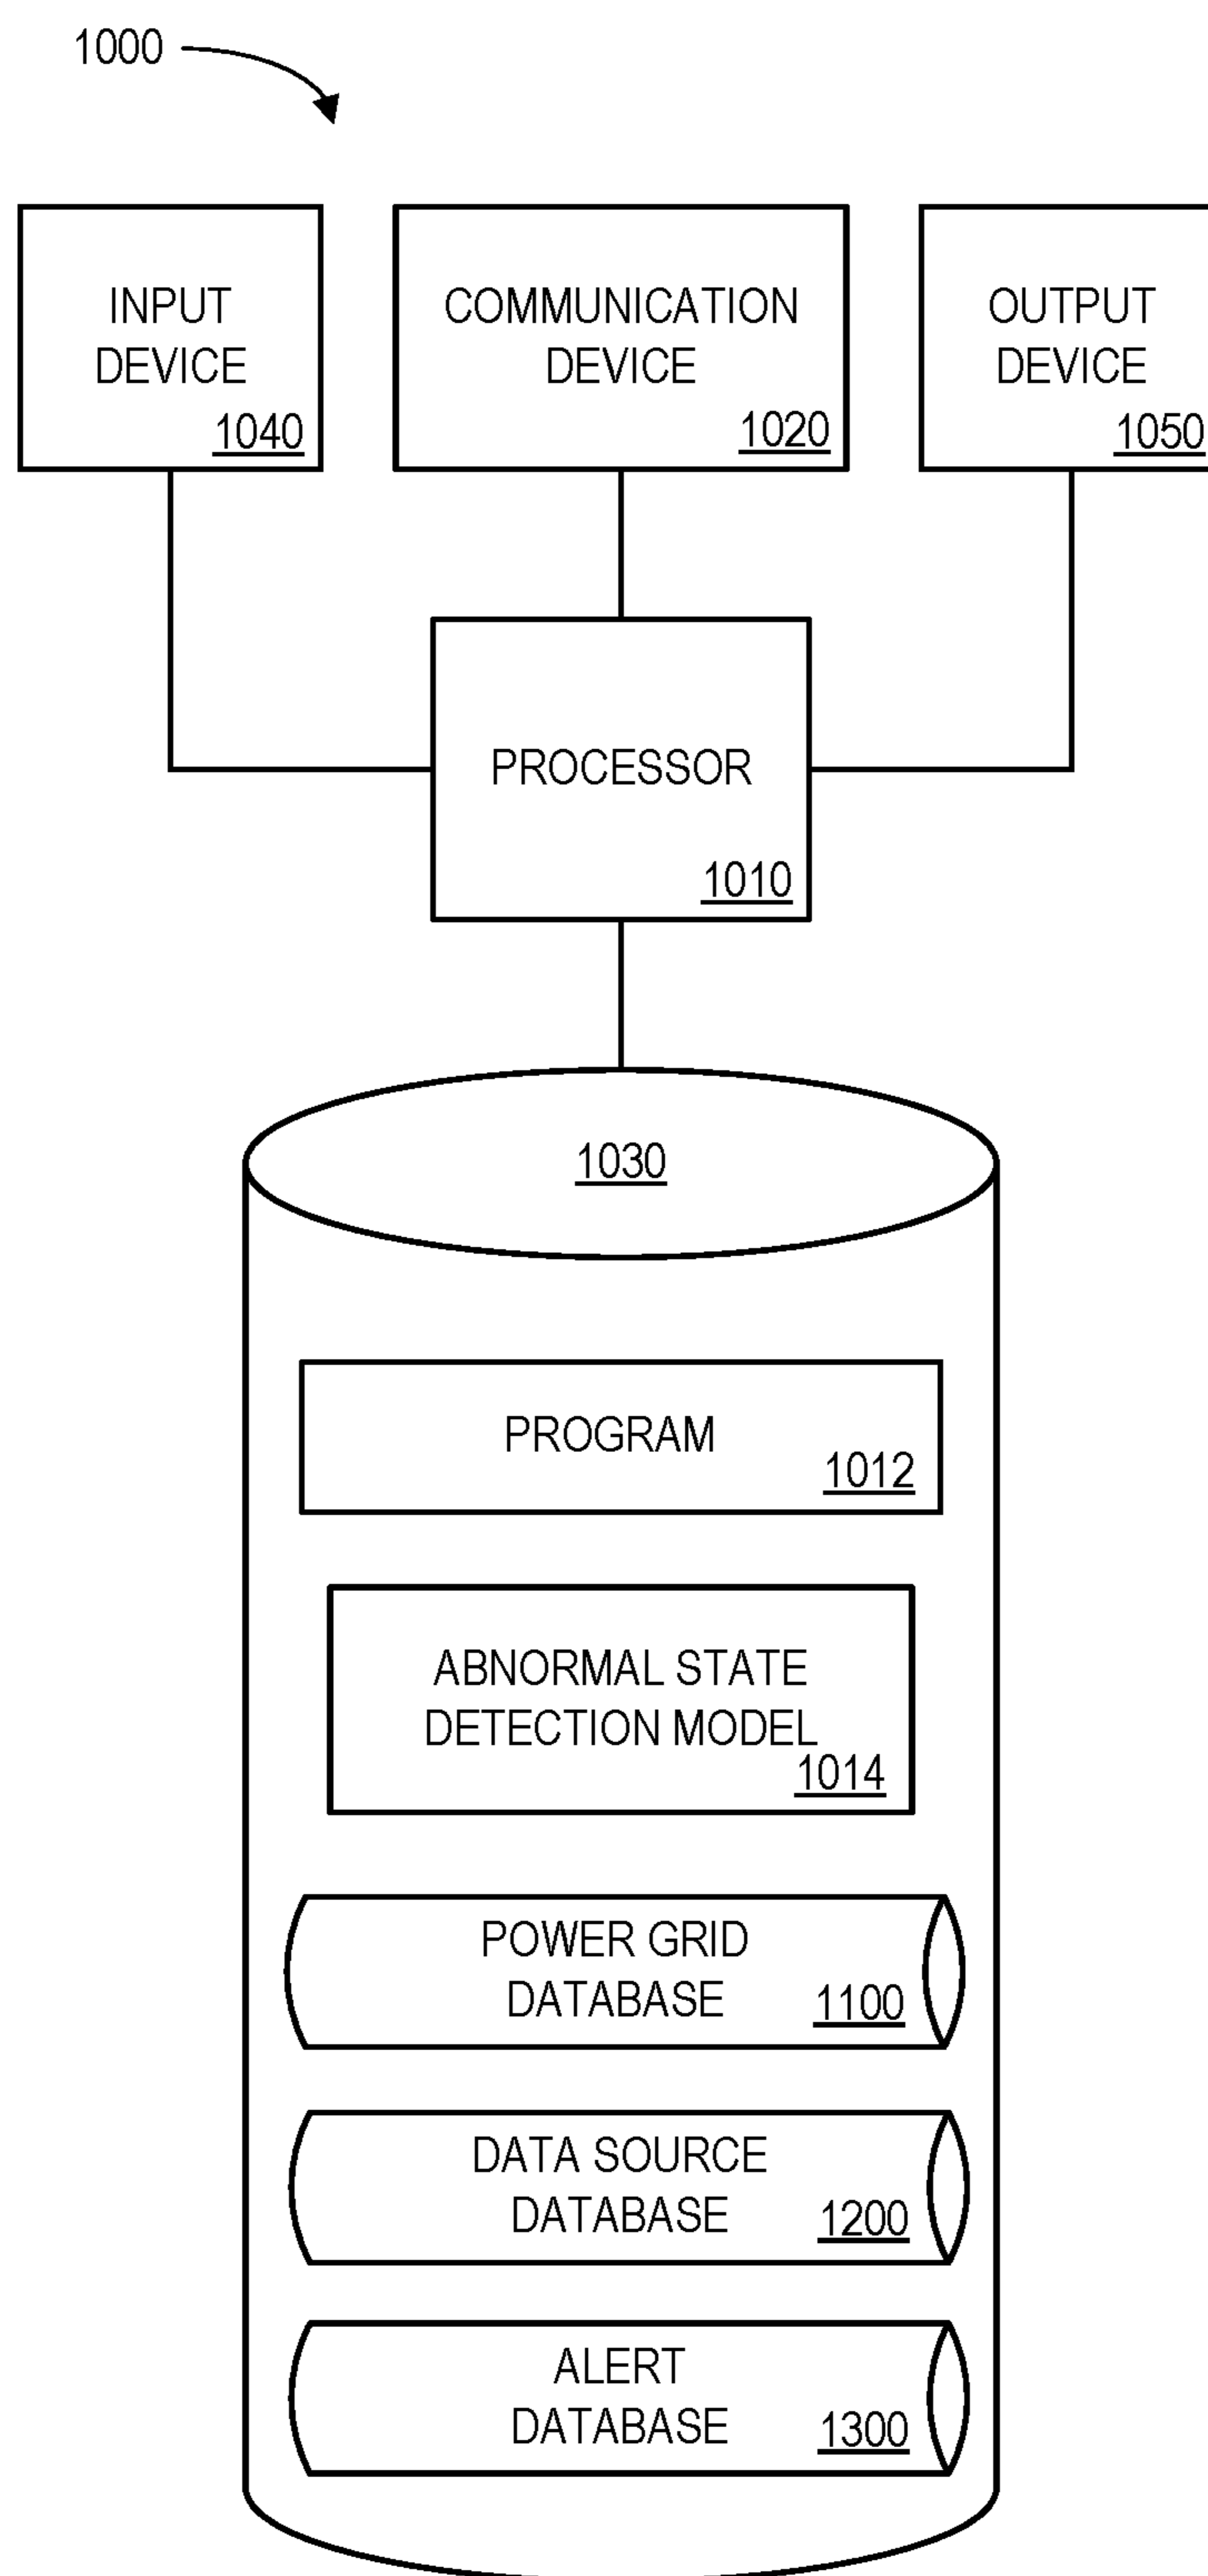 1000
INPUT
DEVICE
1040
COMMUNICATION
DEVICE
1020
OUTPUT
DEVICE
1050
PROCESSOR
1010
1030
PROGRAM
1012
ABNORMAL STATE
DETECTION MODEL
1014
POWER GRID
DATABASE
1100
DATA SOURCE
DATABASE
1200
ALERT
DATABASE
1300